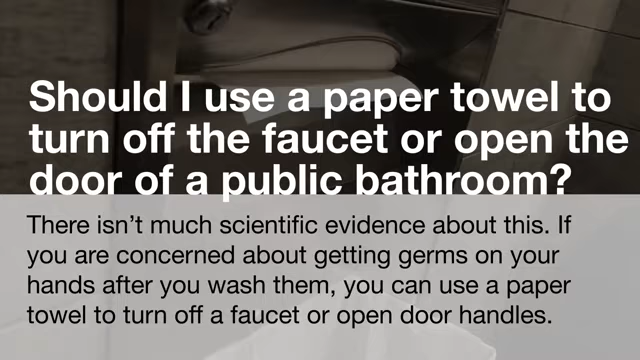 Should I use a paper towel to
turn off the faucet or open the
door of a public bathroom?
There isn’t much scientific evidence about this. If
you are concerned about getting germs on your
hands after you wash them, you can use a paper
towel to turn off a faucet or open door handles.